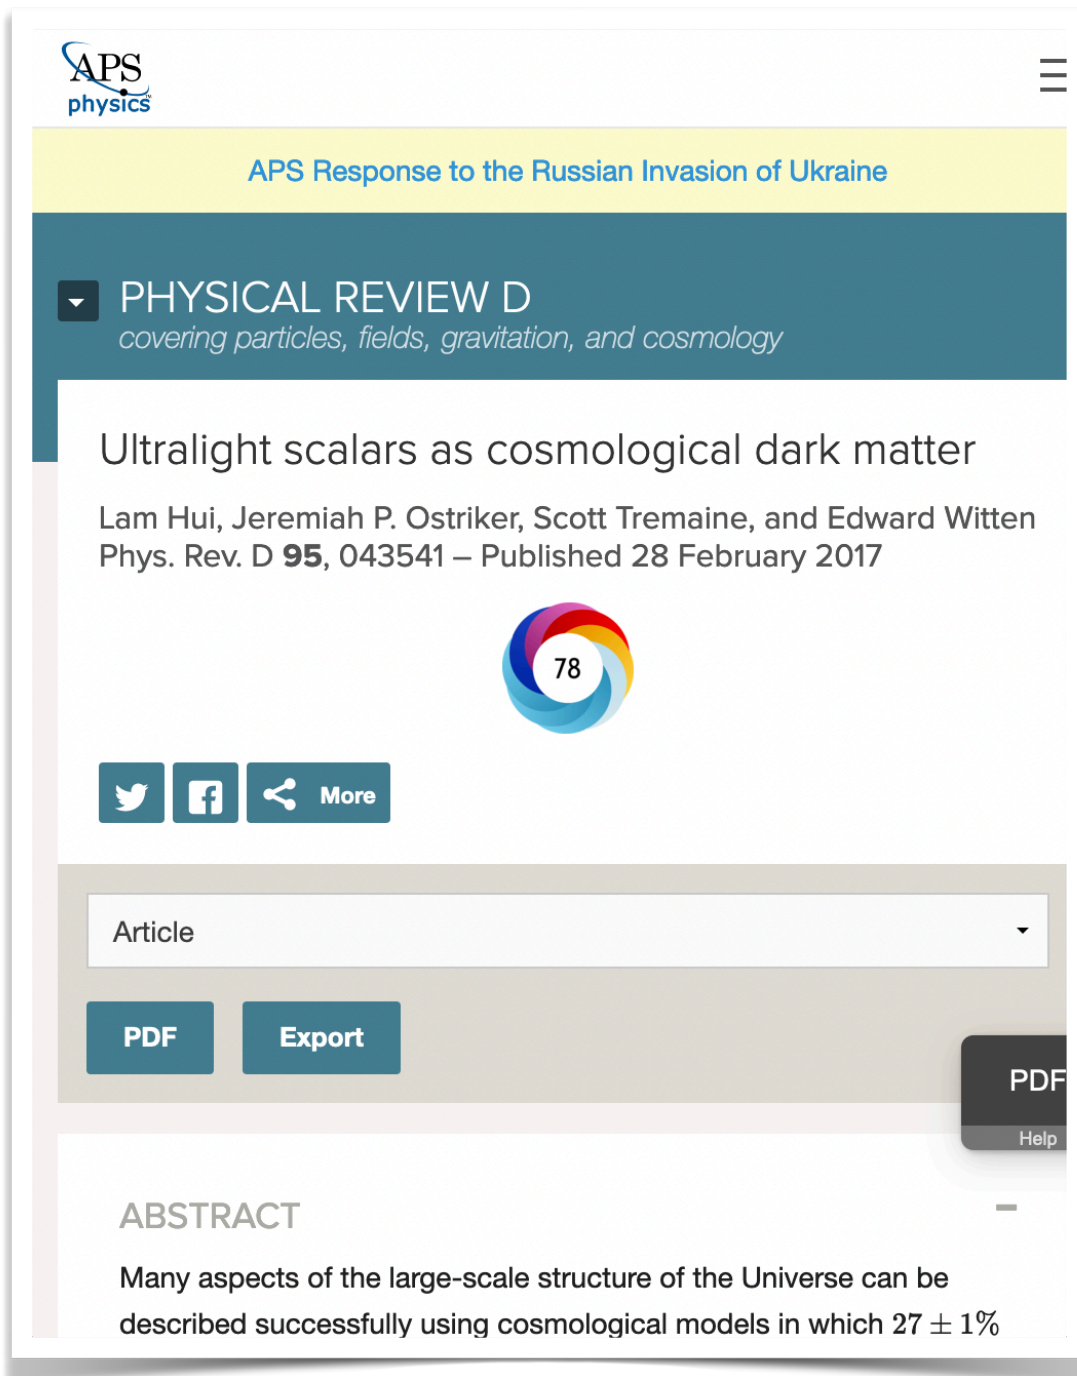 APS
physics™
APS Response to the Russian Invasion of Ukraine
PHYSICAL REVIEW D
covering particles, fields, gravitation, and cosmology
Ultralight scalars as cosmological dark matter
Lam Hui, Jeremiah P. Ostriker, Scott Tremaine, and Edward Witten
Phys. Rev. D 95, 043541 – Published 28 February 2017
78
More
Article
PDF Export
PDF
Help
ABSTRACT
Many aspects of the large-scale structure of the Universe can be
described successfully using cosmological models in which 27 ± 1%